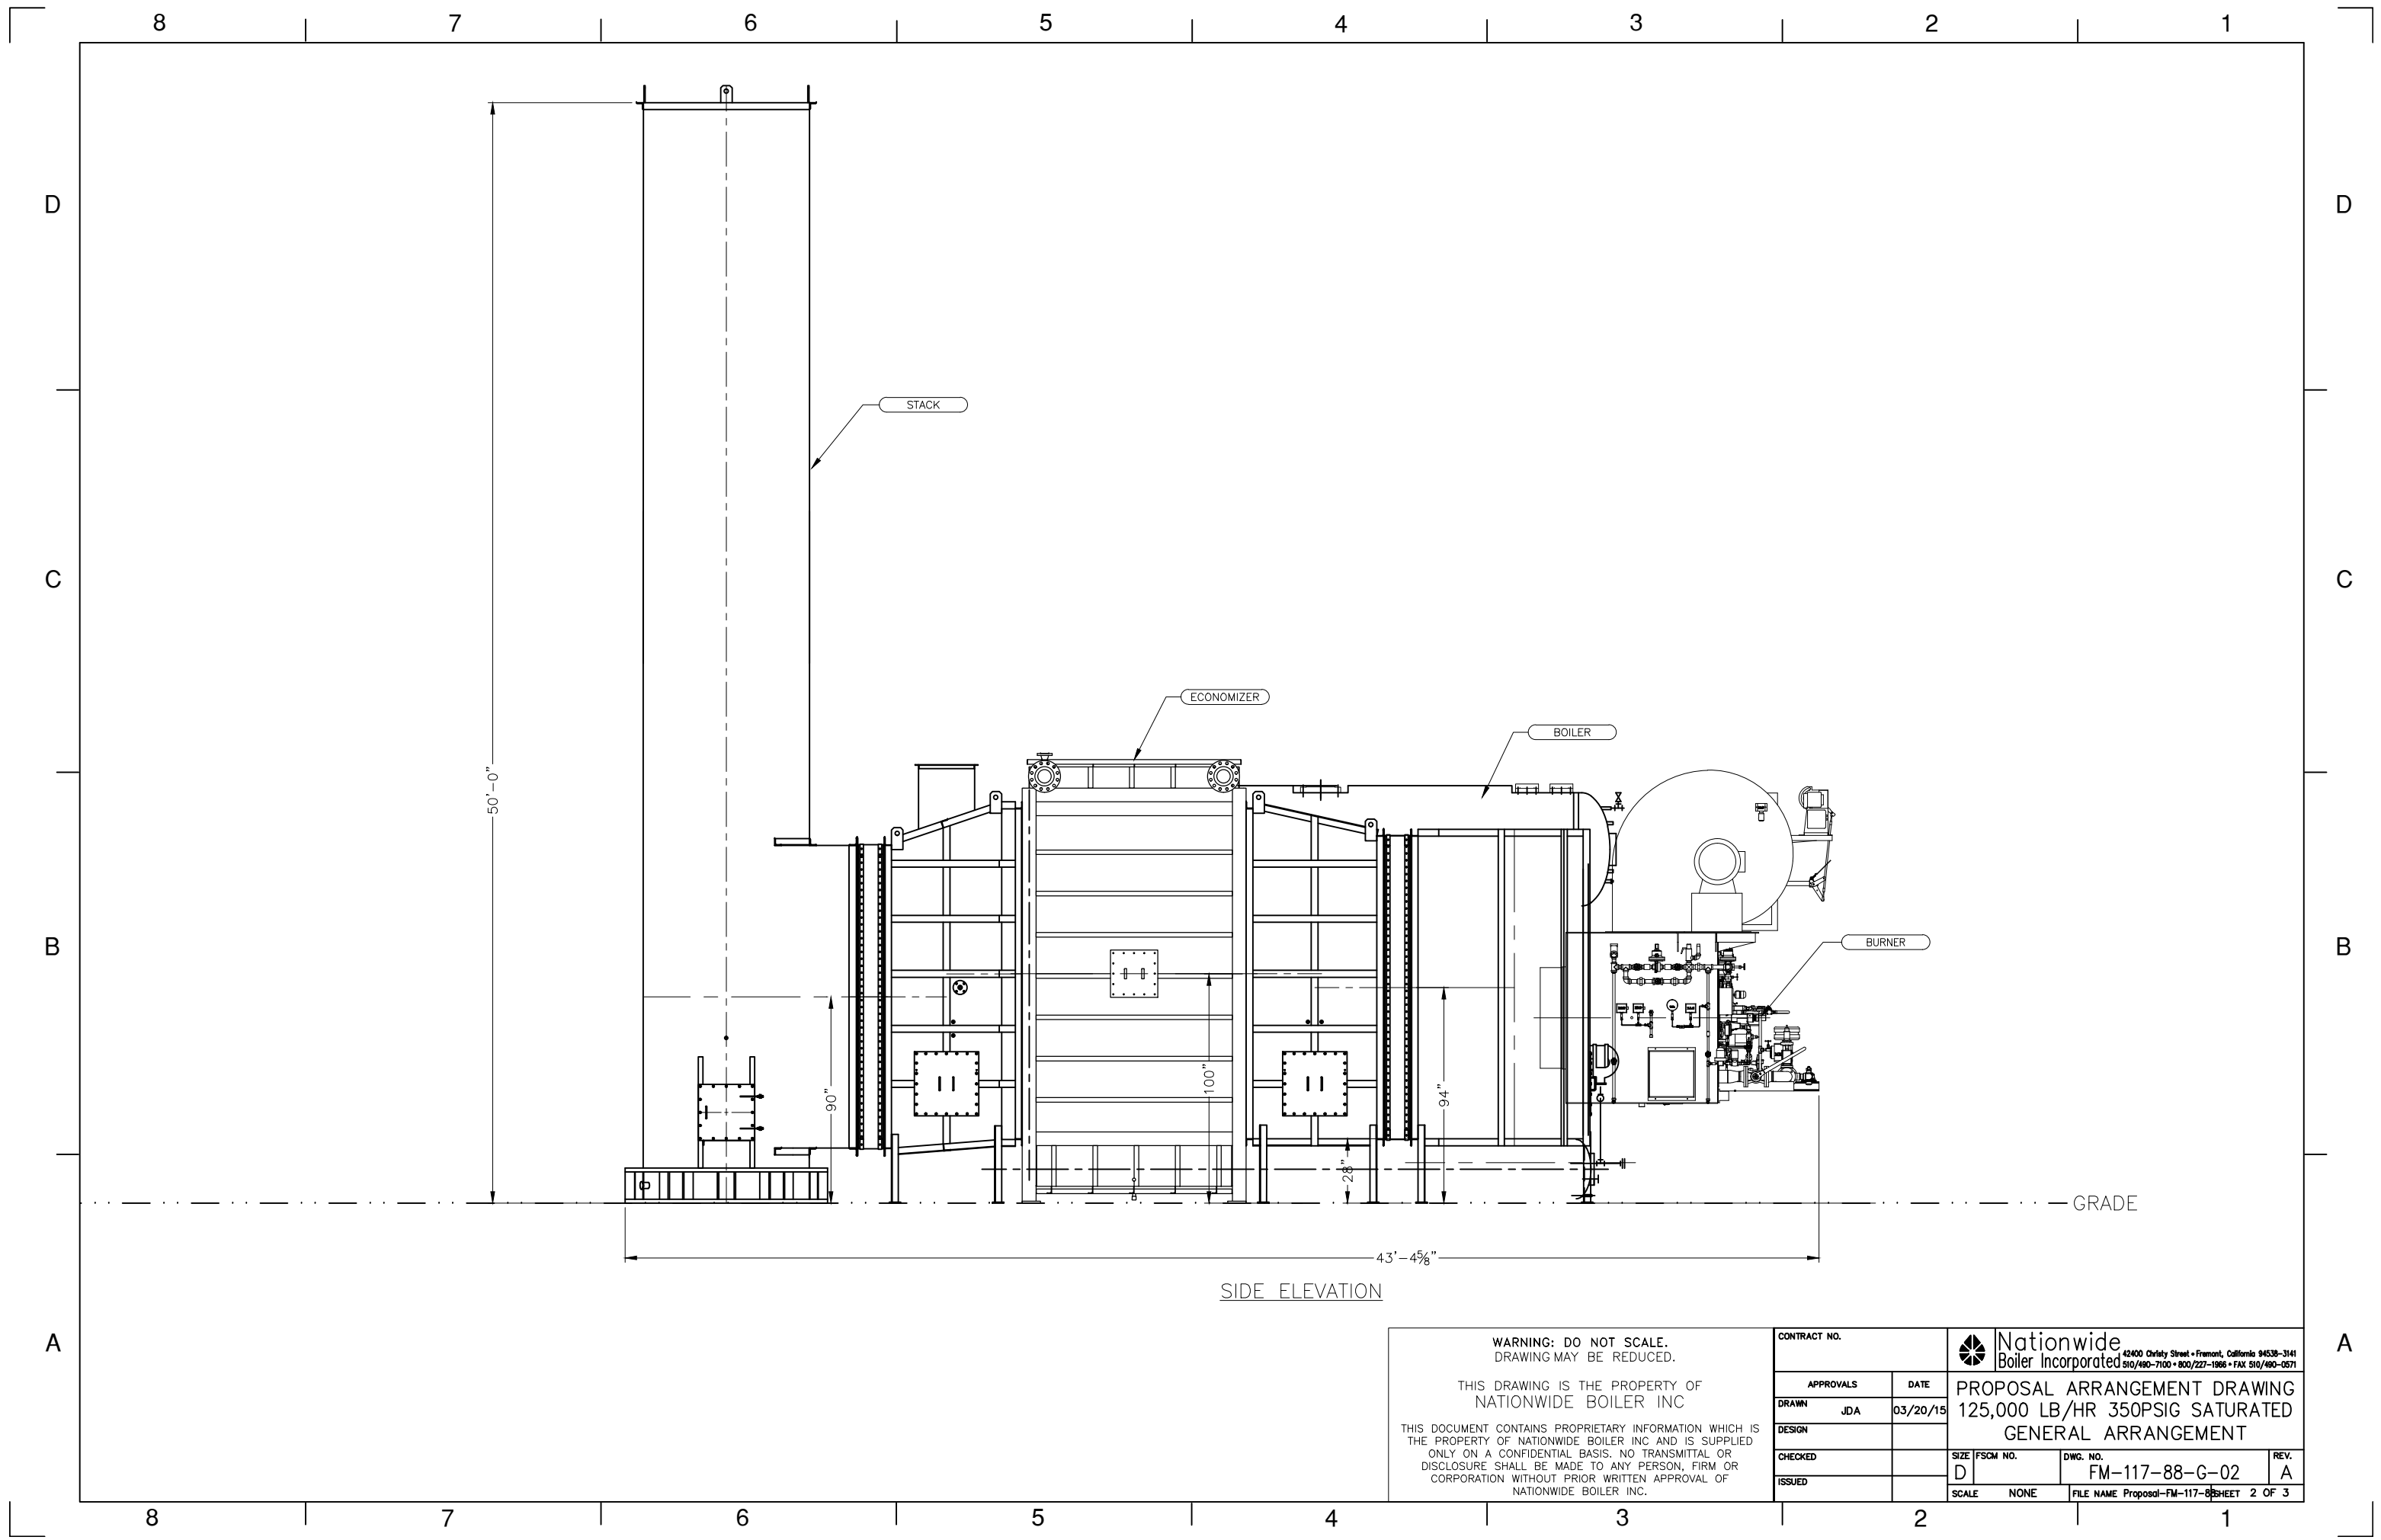 8 7 6 5 4 3 2 1
D D
STACK
C C
ECONOMIZER
BOILER
50'-0"
B B
BURNER
100"
90"
94"
28"
GRADE
43'-4⅝"
SIDE ELEVATION
A A
WARNING: DO NOT SCALE.
DRAWING MAY BE REDUCED.
THIS DRAWING IS THE PROPERTY OF
NATIONWIDE BOILER INC
THIS DOCUMENT CONTAINS PROPRIETARY INFORMATION WHICH IS
THE PROPERTY OF NATIONWIDE BOILER INC AND IS SUPPLIED
ONLY ON A CONFIDENTIAL BASIS. NO TRANSMITTAL OR
DISCLOSURE SHALL BE MADE TO ANY PERSON, FIRM OR
CORPORATION WITHOUT PRIOR WRITTEN APPROVAL OF
NATIONWIDE BOILER INC.
CONTRACT NO.
APPROVALS DATE
DRAWN JDA 03/20/15
DESIGN
CHECKED
ISSUED
Nationwide
Boiler Incorporated
42400 Christy Street • Fremont, California 94538-3141
510/490-7100 • 800/227-1966 • FAX 510/490-0571
PROPOSAL ARRANGEMENT DRAWING
125,000 LB/HR 350PSIG SATURATED
GENERAL ARRANGEMENT
SIZE D FSCM NO. DWG. NO. FM-117-88-G-02 REV. A
SCALE NONE FILE NAME Proposal-FM-117-88 SHEET 2 OF 3
8 7 6 5 4 3 2 1